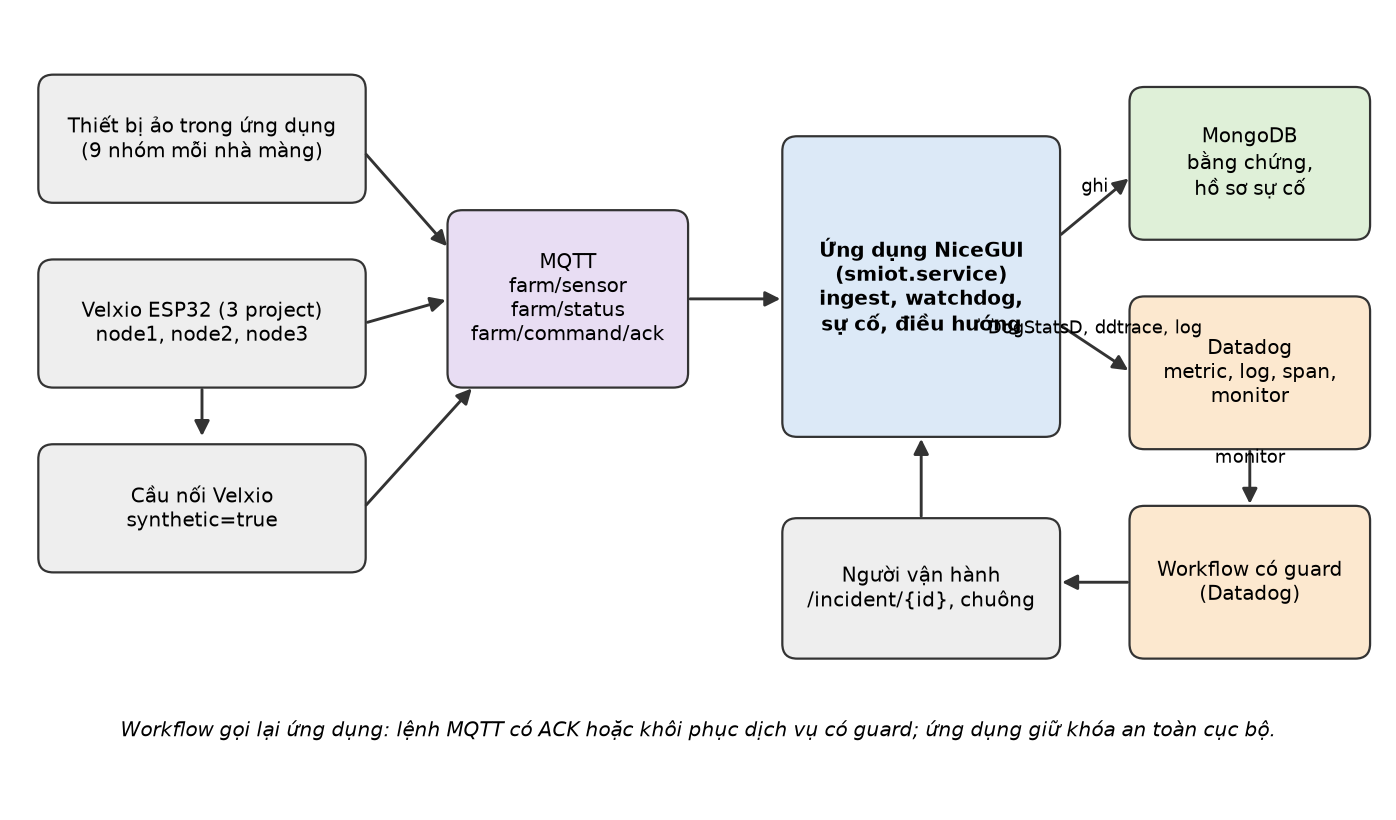 Thiết bị ảo trong ứng dụng
(9 nhóm mỗi nhà màng)
Velxio ESP32 (3 project)
node1, node2, node3
Cầu nối Velxio
synthetic=true
MQTT
farm/sensor
farm/status
farm/command/ack
Ứng dụng NiceGUI
(smiot.service)
ingest, watchdog,
sự cố, điều hướng
ghi
MongoDB
bằng chứng,
hồ sơ sự cố
DogStatsD, ddtrace, log
Datadog
metric, log, span,
monitor
monitor
Workflow có guard
(Datadog)
Người vận hành
/incident/{id}, chuông
Workflow gọi lại ứng dụng: lệnh MQTT có ACK hoặc khôi phục dịch vụ có guard; ứng dụng giữ khóa an toàn cục bộ.